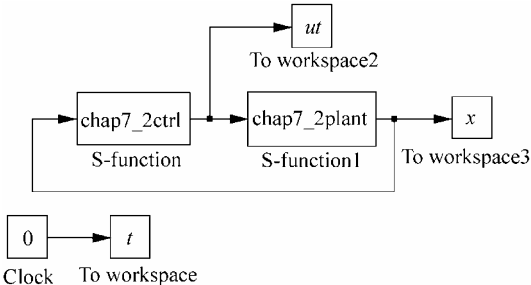 ut
To workspace2
chap7_2ctrl
chap7_2plant
x
S-function
S-function1
To workspace3
0
t
Clock
To workspace